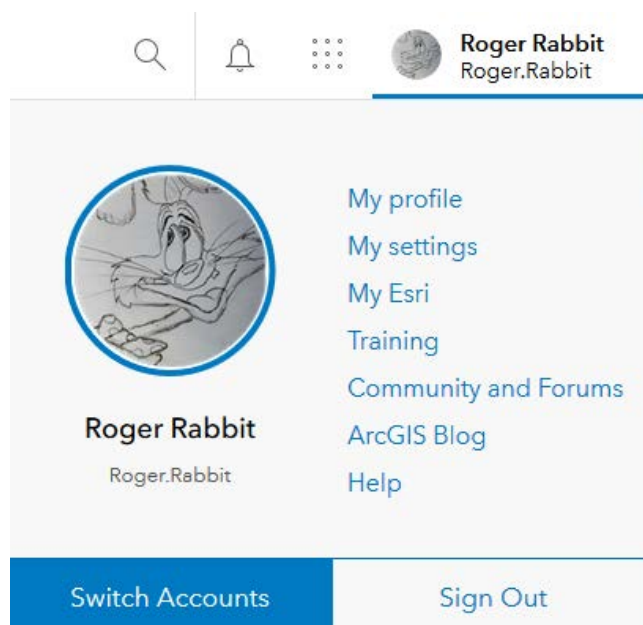 Roger Rabbit
Roger.Rabbit
My profile
My settings
My Esri
Training
Community and Forums
ArcGIS Blog
Help
Roger Rabbit
Roger.Rabbit
Switch Accounts
Sign Out